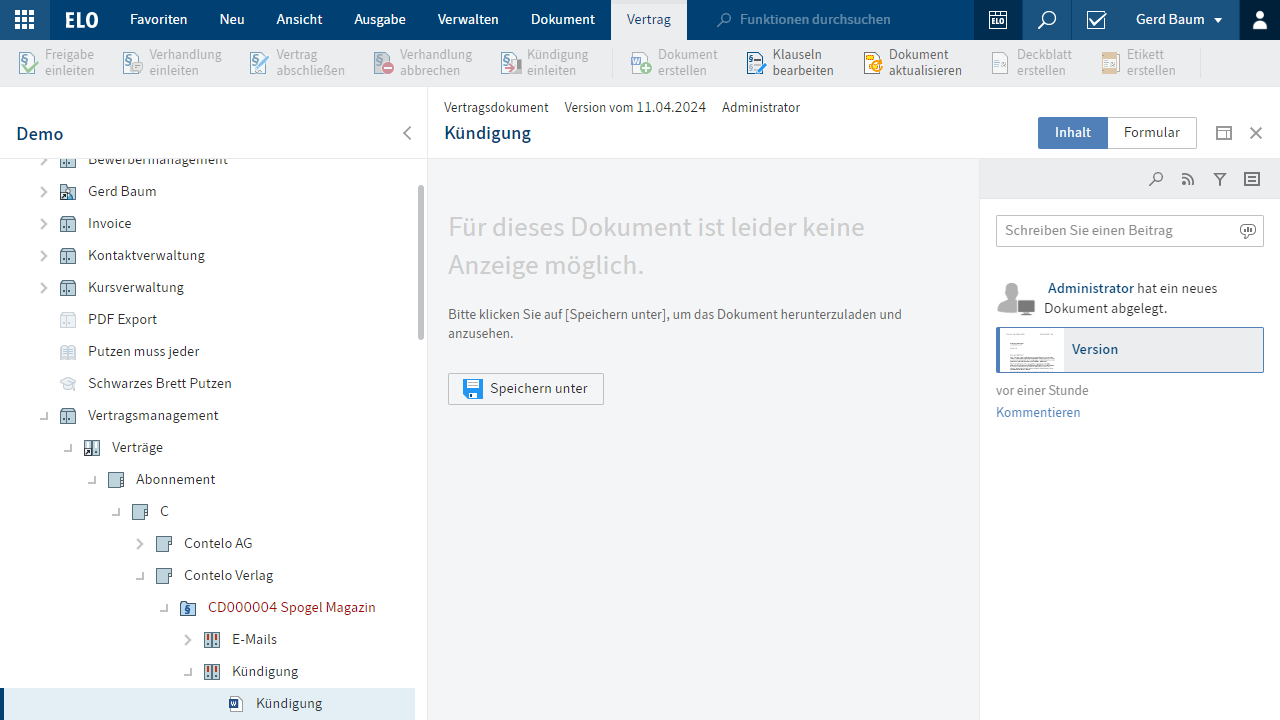 ELO Favoriten Neu Ansicht Ausgabe Verwalten Dokument Vertrag Funktionen durchsuchen ELO Gerd Baum
Freigabe einleiten
Verhandlung einleiten
Vertrag abschließen
Verhandlung abbrechen
Kündigung einleiten
Dokument erstellen
Klauseln bearbeiten
Dokument aktualisieren
Deckblatt erstellen
Etikett erstellen
Demo
Bewerbermanagement
Gerd Baum
Invoice
Kontaktverwaltung
Kursverwaltung
PDF Export
Putzen muss jeder
Schwarzes Brett Putzen
Vertragsmanagement
Verträge
Abonnement
C
Contelo AG
Contelo Verlag
CD000004 Spogel Magazin
E-Mails
Kündigung
Kündigung
Vertragsdokument Version vom 11.04.2024 Administrator
Kündigung
Inhalt Formular
Für dieses Dokument ist leider keine
Anzeige möglich.
Bitte klicken Sie auf [Speichern unter], um das Dokument herunterzuladen und
anzusehen.
Speichern unter
Schreiben Sie einen Beitrag
Administrator hat ein neues
Dokument abgelegt.
Version
vor einer Stunde
Kommentieren